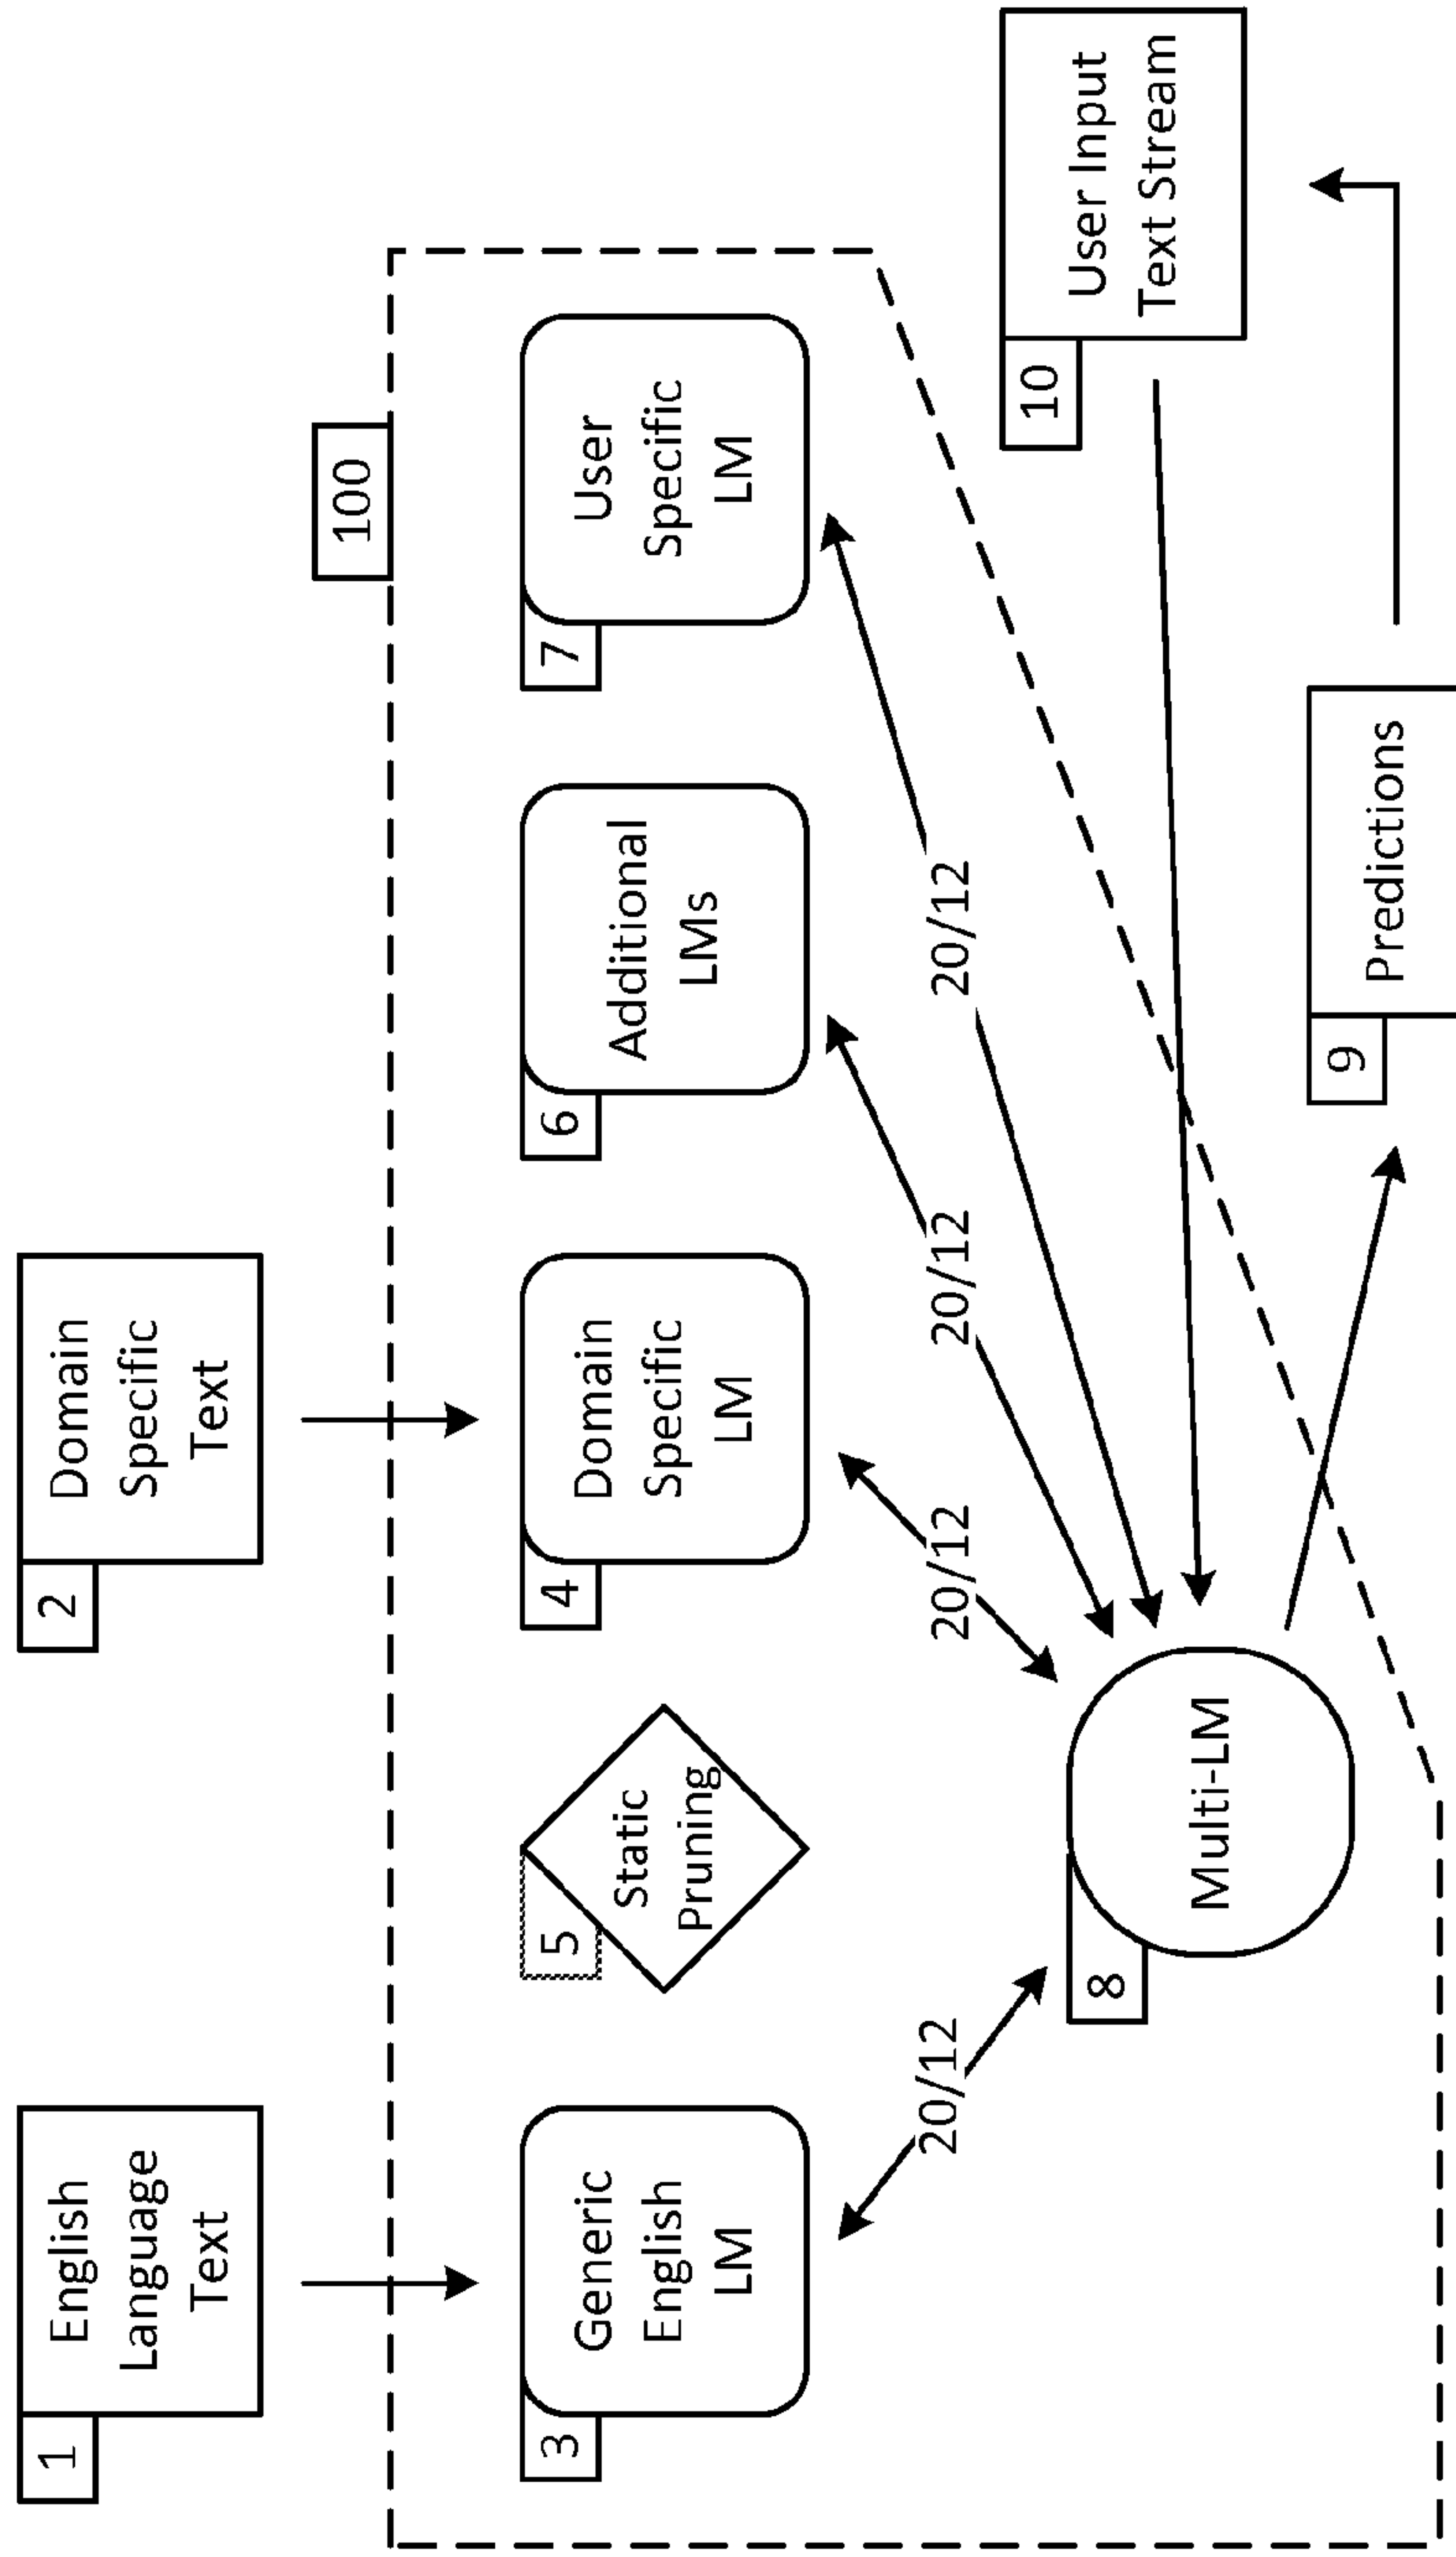 1
English
Language
Text
2
Domain
Specific
Text
100
3
Generic
English
LM
5
Static
Pruning
4
Domain
Specific
LM
6
Additional
LMs
7
User
Specific
LM
20/12
20/12
20/12
20/12
8
Multi-LM
10
User Input
Text Stream
9
Predictions